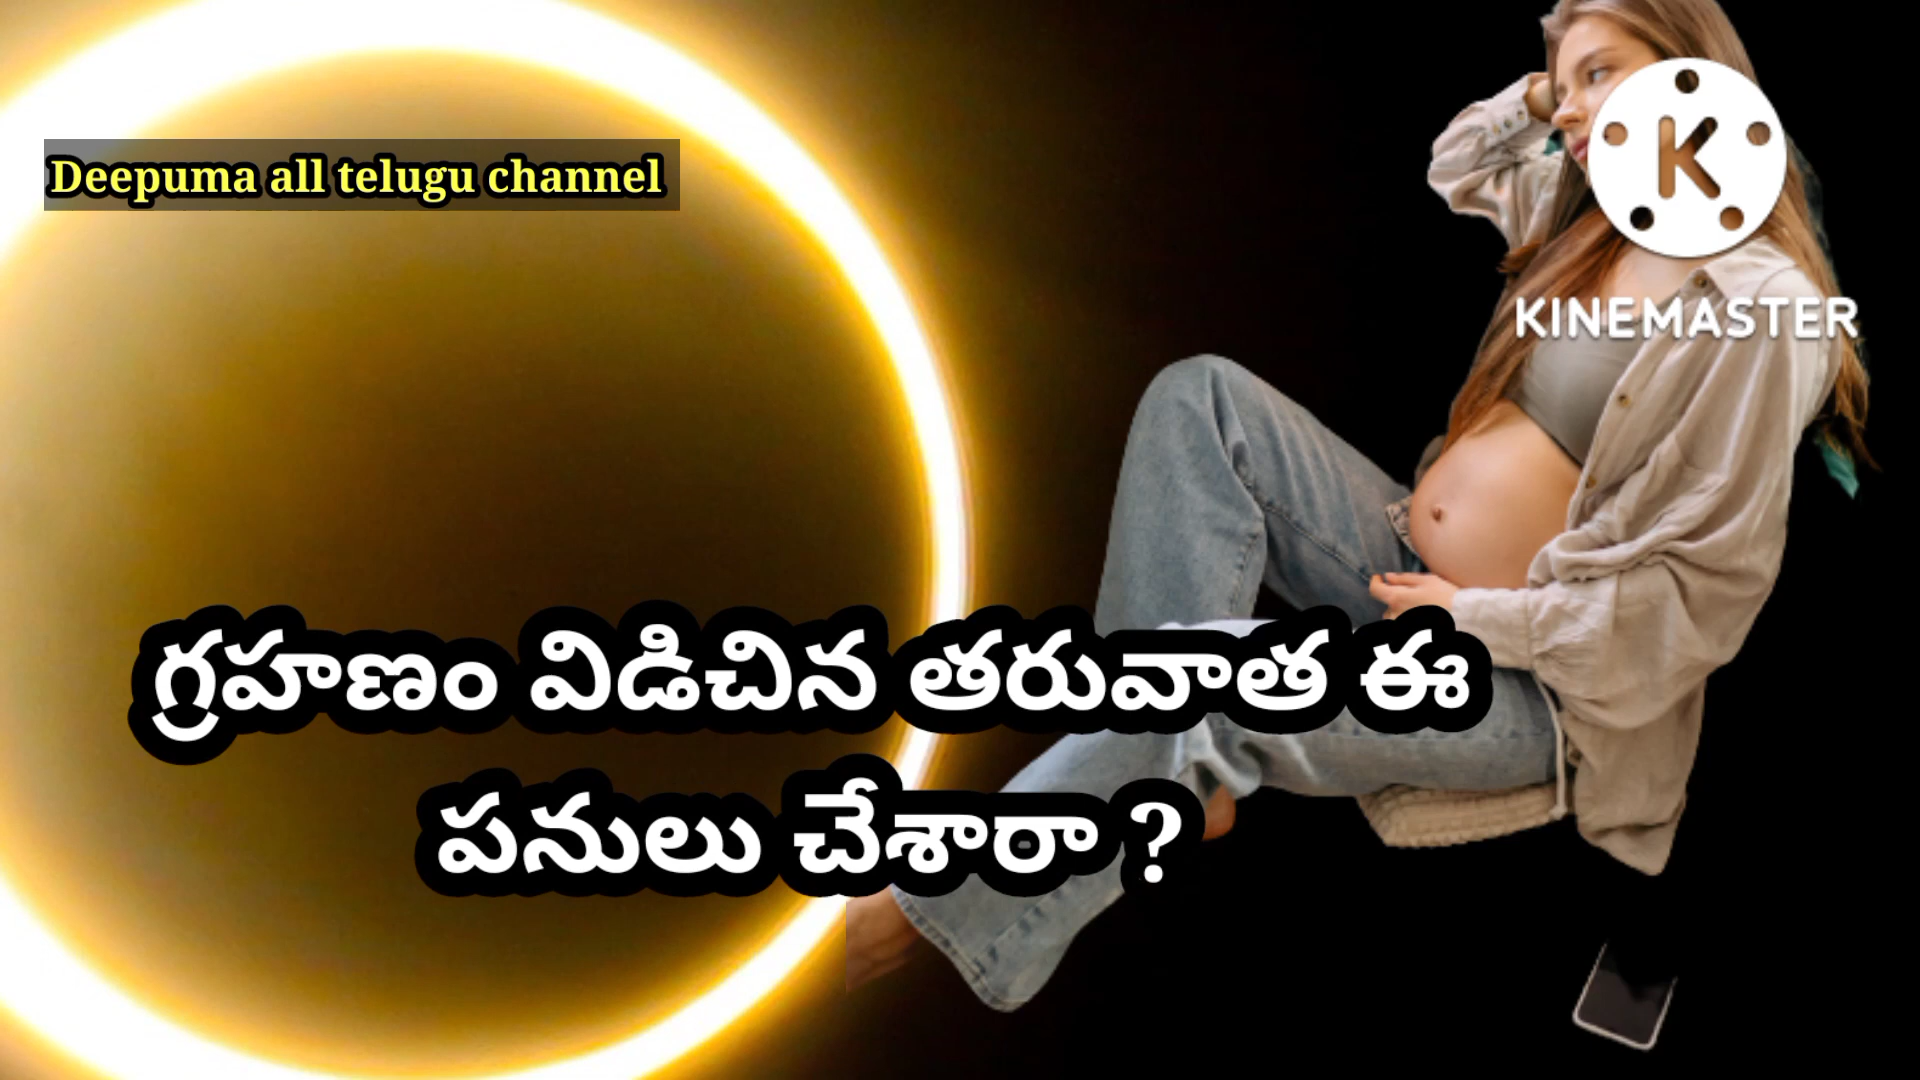 Deepuma all telugu channel
K
KINEMASTER
గ్రహణం విడిచిన తరువాత ఈ
పనులు చేశారా ?